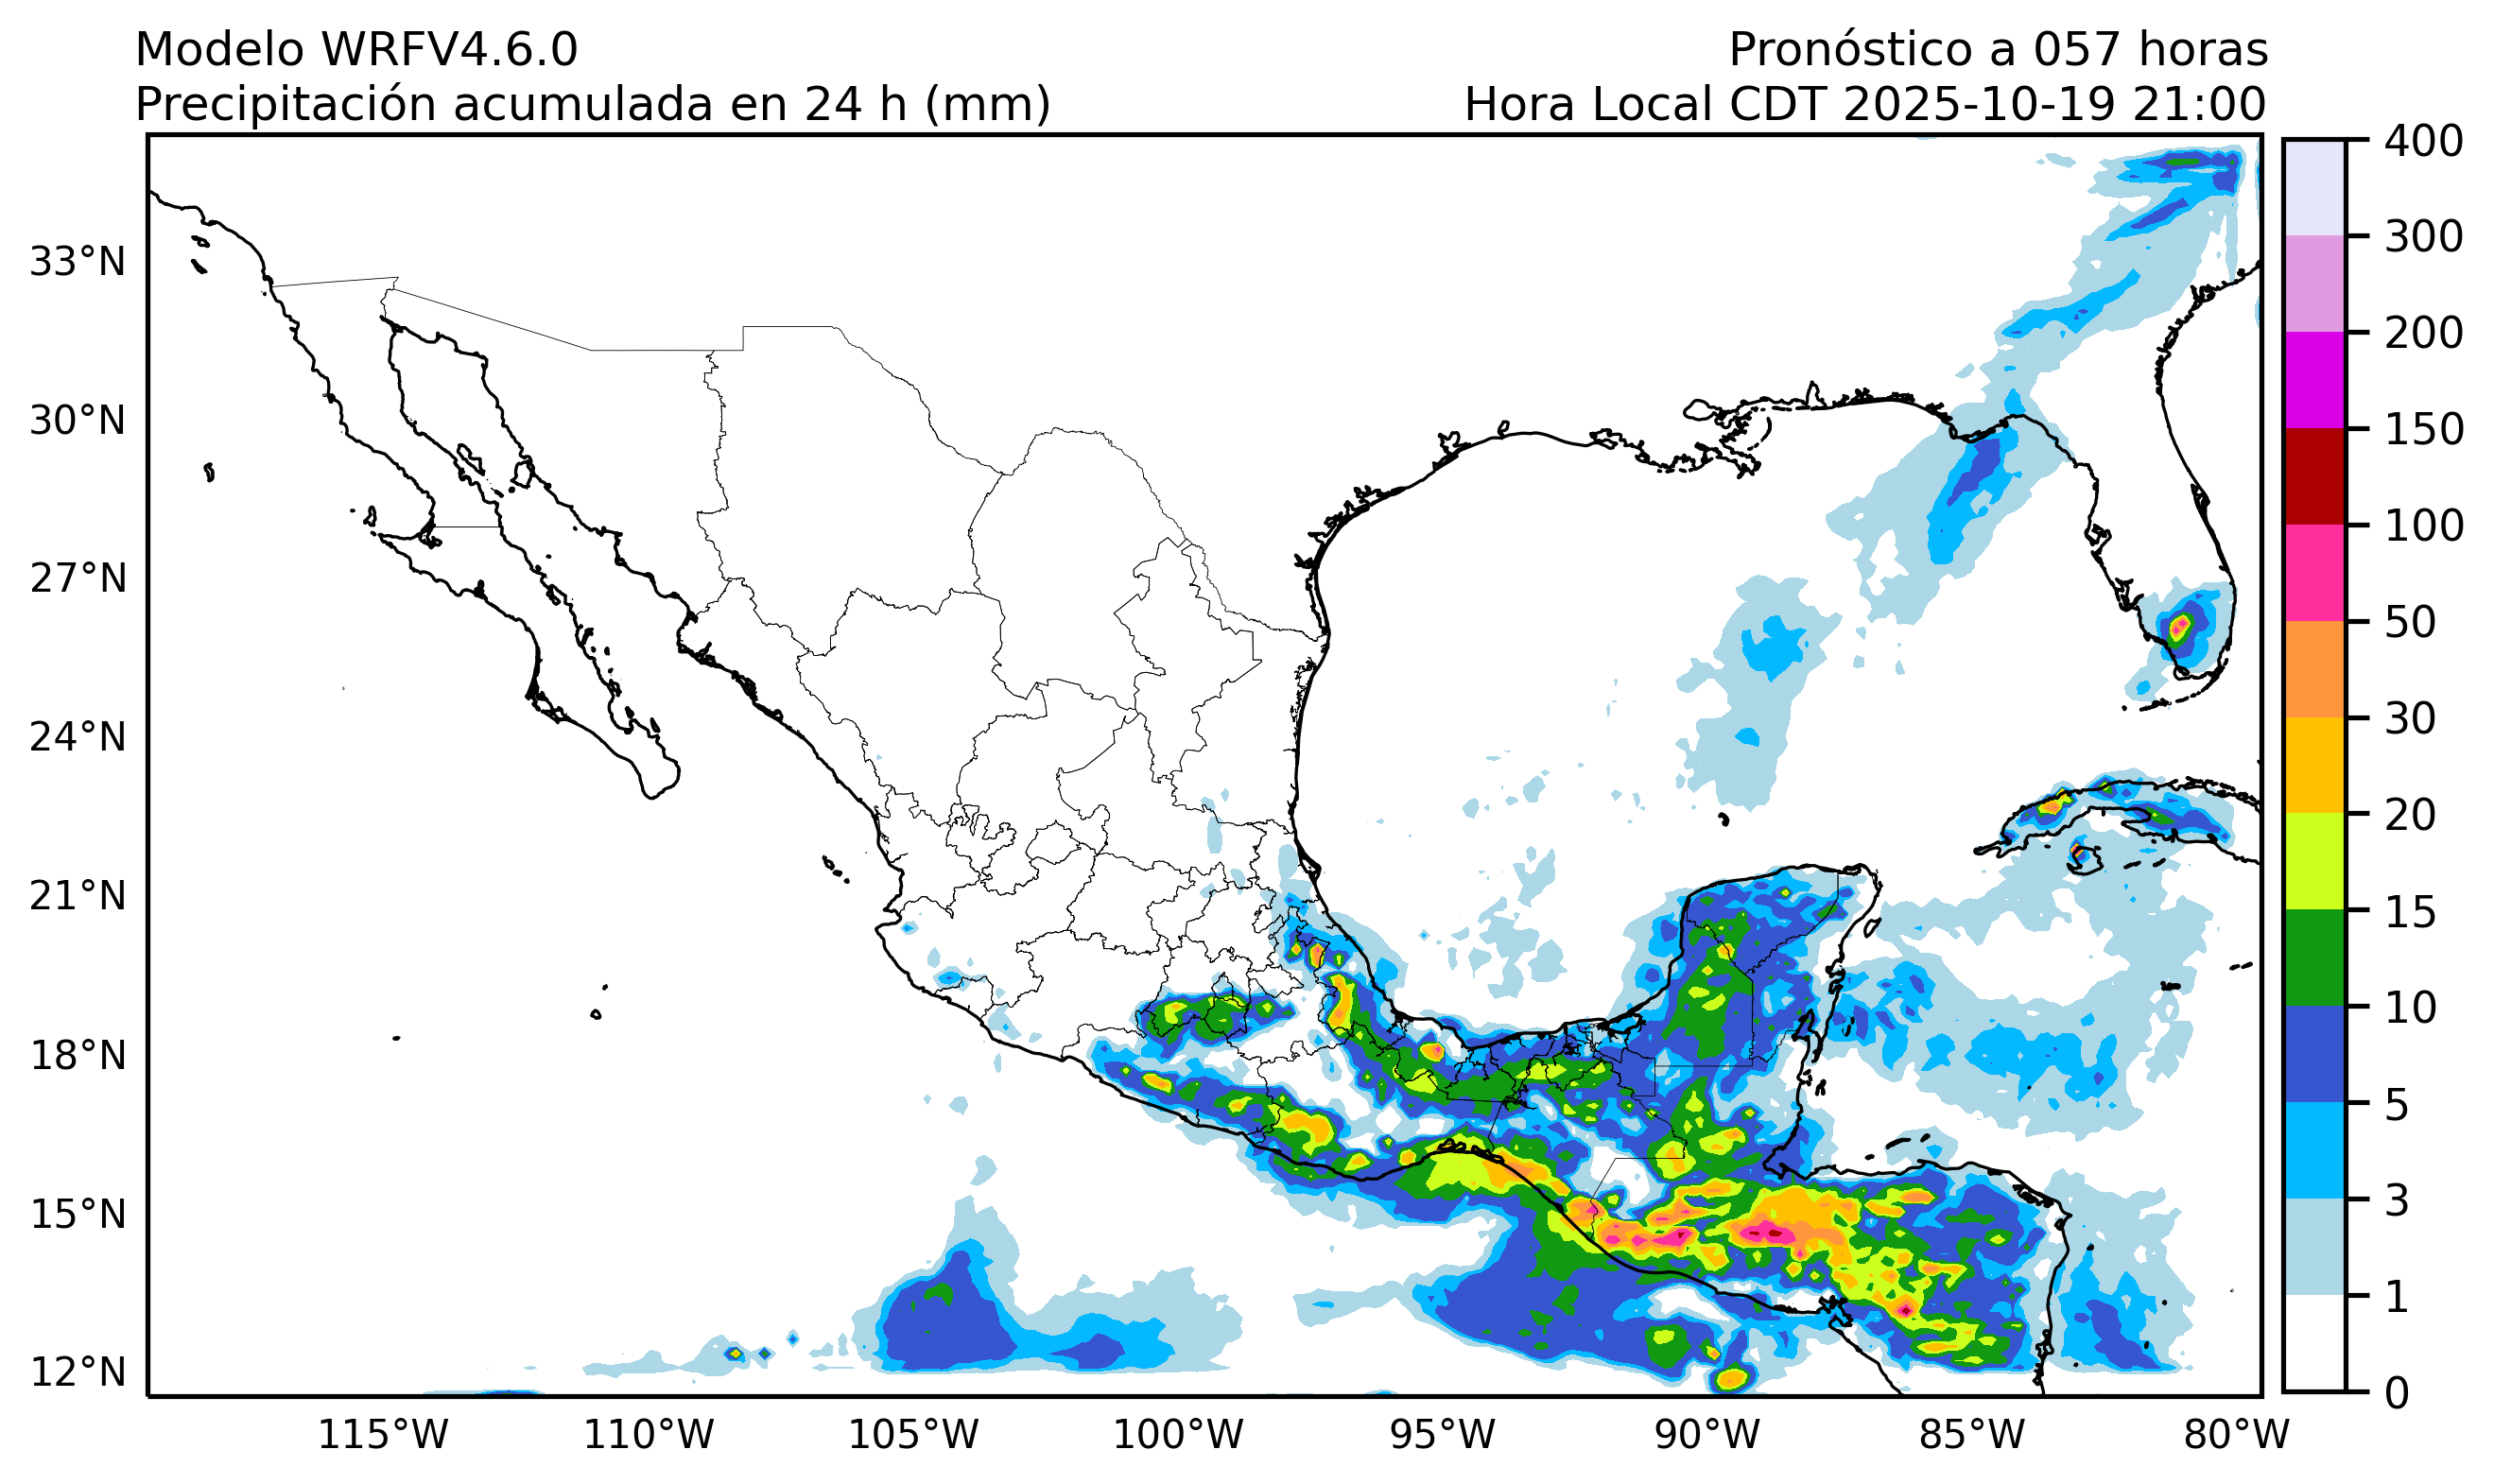 Modelo WRFV4.6.0
Pronóstico a 057 horas
Precipitación acumulada en 24 h (mm)
Hora Local CDT 2025-10-19 21:00
33°N
30°N
27°N
24°N
21°N
18°N
15°N
12°N
115°W
110°W
105°W
100°W
95°W
90°W
85°W
80°W
400
300
200
150
100
50
30
20
15
10
5
3
1
0